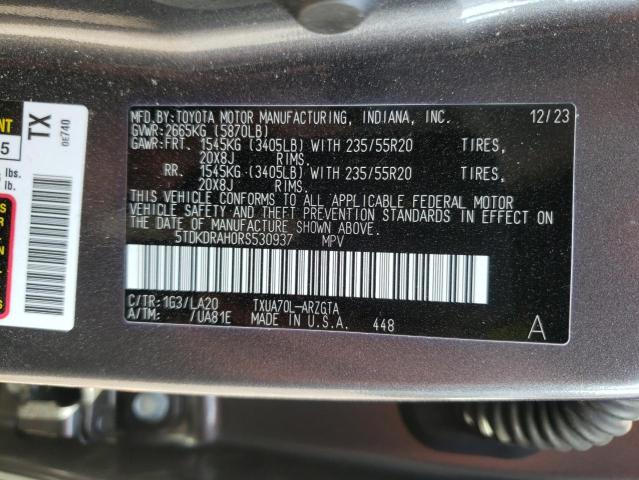 MFD.BY:TOYOTA MOTOR MANUFACTURING, INDIANA, INC. 12/23
GVWR:2665KG (5870LB)
GAWR:FRT. 1545KG (3405LB) WITH 235/55R20 TIRES,
20X8J RIMS.
RR. 1545KG (3405LB) WITH 235/55R20 TIRES,
20X8J RIMS.
THIS VEHICLE CONFORMS TO ALL APPLICABLE FEDERAL MOTOR
VEHICLE SAFETY AND THEFT PREVENTION STANDARDS IN EFFECT ON
THE DATE OF MANUFACTURE SHOWN ABOVE.
5TDKDRAH0RS530937 MPV
C/TR:1G3/LA20 TXUA70L-ARZGTA
A/TM: /UA81E MADE IN U.S.A. 448 A
TX
0E740
lbs.
lb.